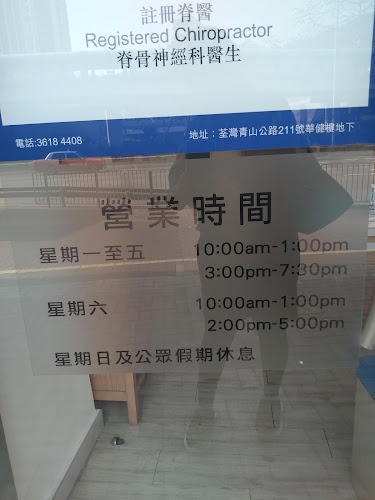 註冊脊醫
Registered Chiropractor
脊骨神經科醫生
電話:3618 4408
地址：荃灣青山公路211號華健樓地下
營業時間
星期一至五 10:00am-1:00pm
3:00pm-7:30pm
星期六 10:00am-1:00pm
2:00pm-5:00pm
星期日及公眾假期休息